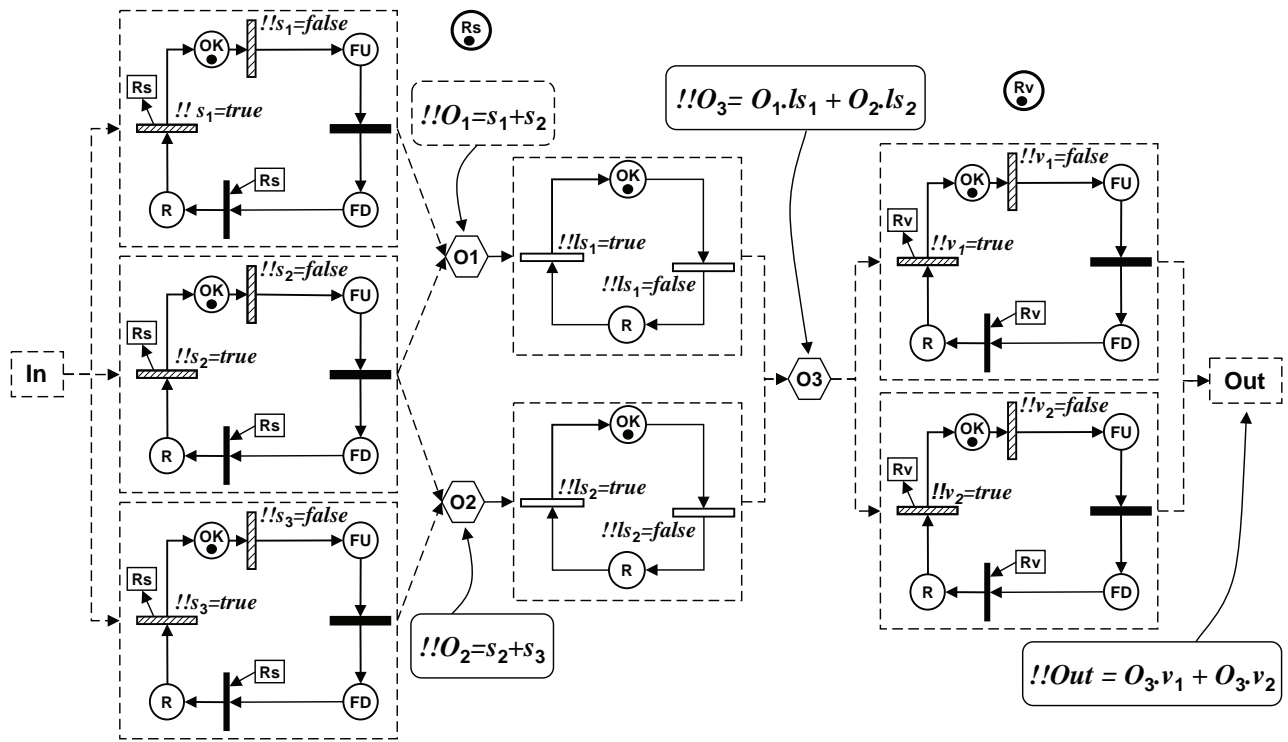 In
!!s₁=false
OK
FU
Rs
!! s₁=true
Rs
R
FD
!!s₂=false
OK
FU
Rs
!!s₂=true
Rs
R
FD
!!s₃=false
OK
FU
Rs
!!s₃=true
Rs
R
FD
Rs
!!O₁=s₁+s₂
O1
O2
!!O₂=s₂+s₃
OK
!!ls₁=true
!!ls₁=false
R
OK
!!ls₂=true
!!ls₂=false
R
!!O₃= O₁.ls₁ + O₂.ls₂
O3
Rv
!!v₁=false
OK
FU
Rv
!!v₁=true
Rv
R
FD
!!v₂=false
OK
FU
Rv
!!v₂=true
Rv
R
FD
Out
!!Out = O₃.v₁ + O₃.v₂